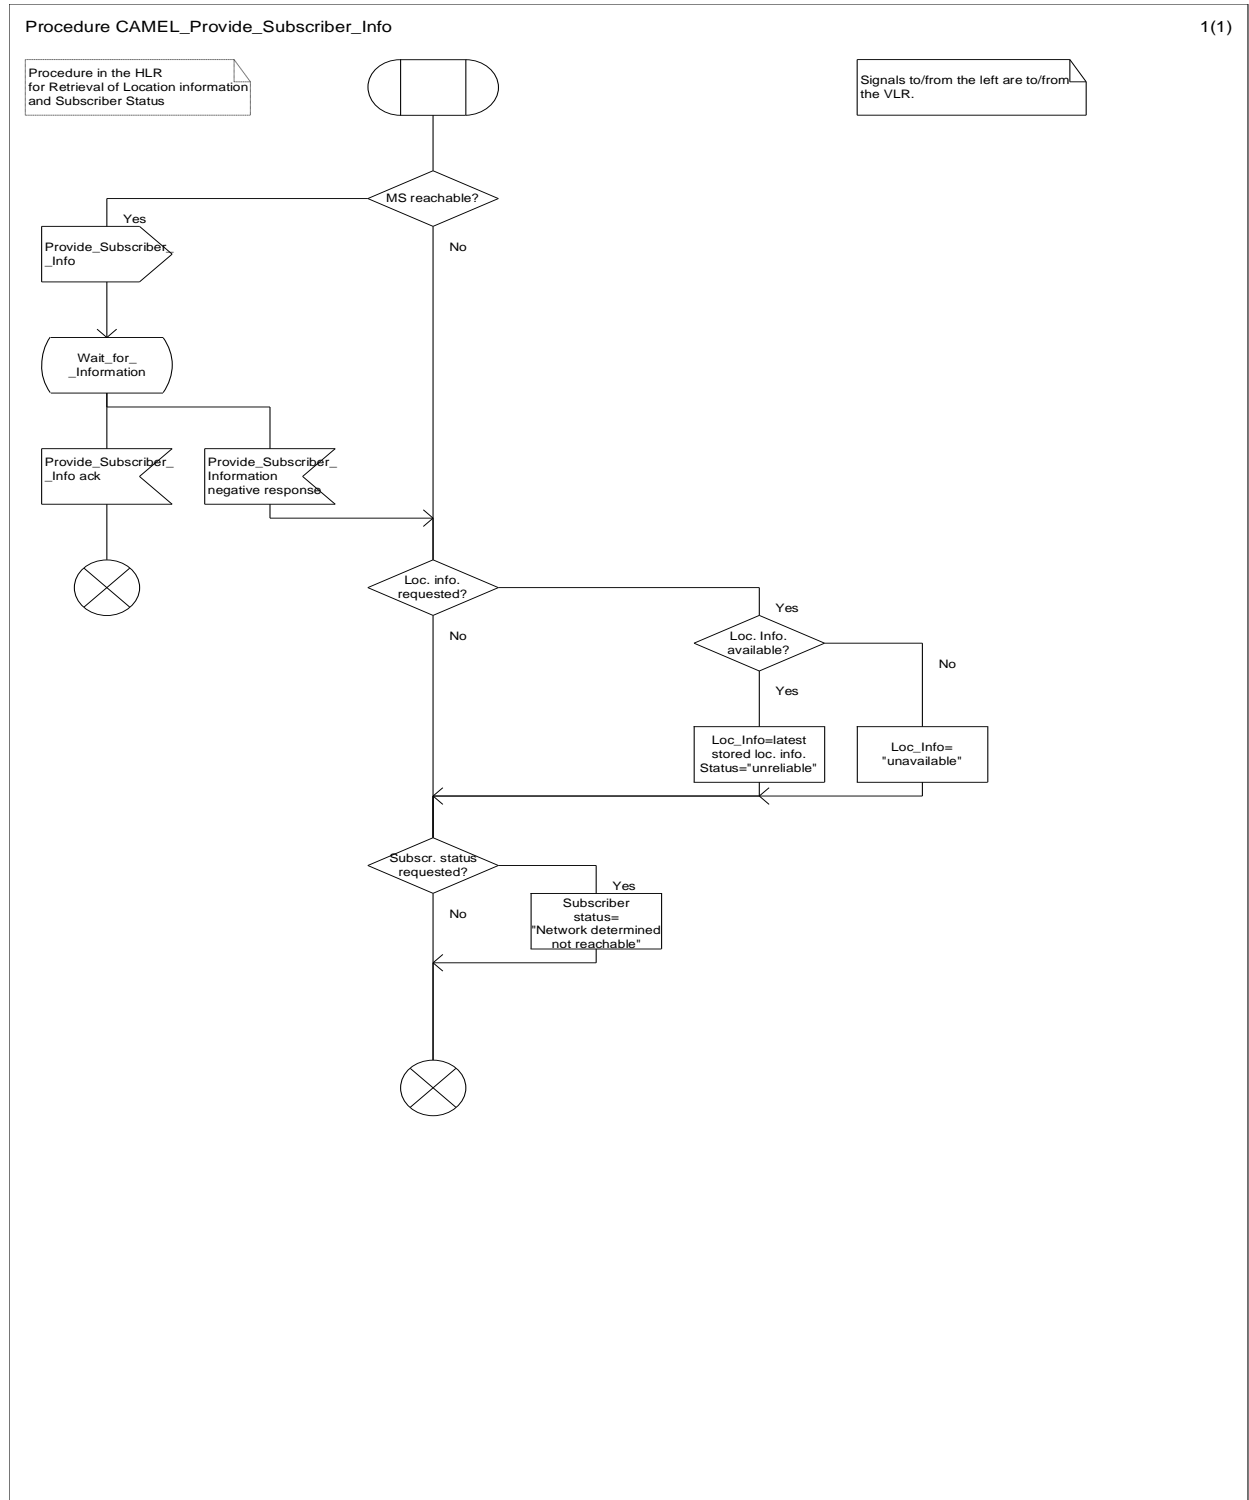 Procedure CAMEL_Provide_Subscriber_Info
1(1)
Procedure in the HLR
for Retrieval of Location information
and Subscriber Status
Signals to/from the left are to/from
the VLR.
MS reachable?
Yes
No
Provide_Subscriber_
_Info
Wait_for_
_Information
Provide_Subscriber_
_Info ack
Provide_Subscriber_
Information
negative response
Loc. info.
requested?
Yes
No
Loc. Info.
available?
No
Yes
Loc_Info=latest
stored loc. info.
Status="unreliable"
Loc_Info=
"unavailable"
Subscr. status
requested?
Yes
No
Subscriber
status=
"Network determined
not reachable"